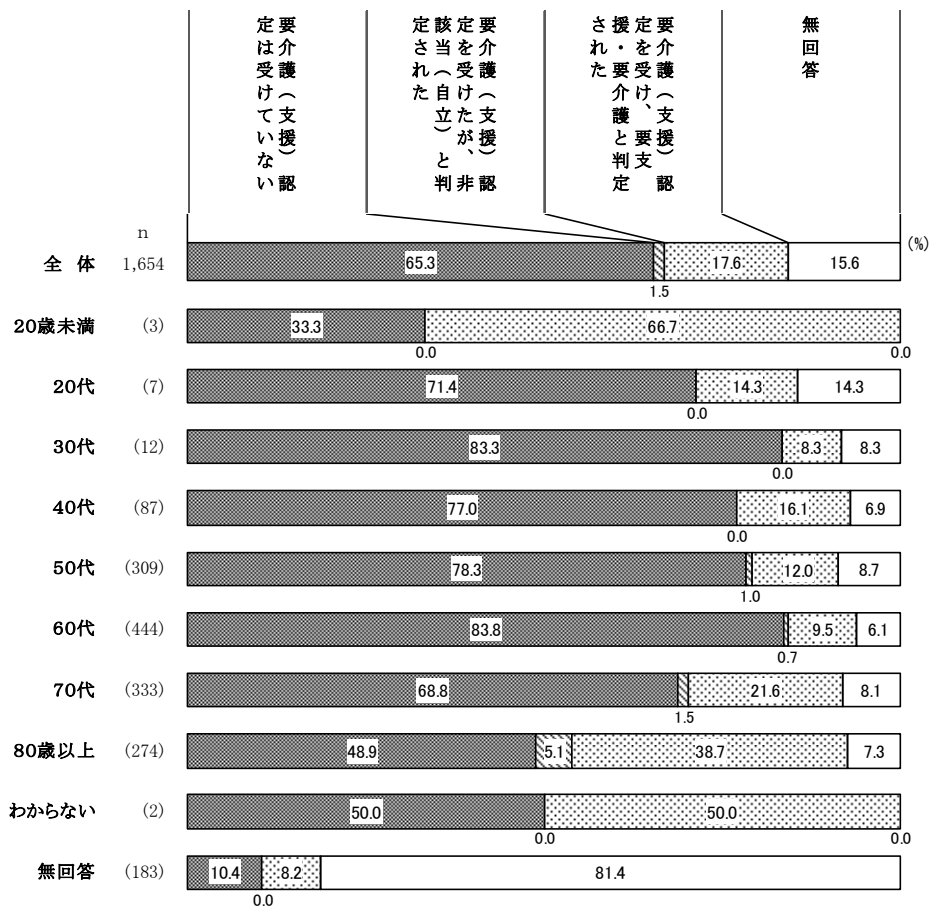 要介護（支援）認
定は受けていない
要介護（支援）認
定を受けたが、非
該当（自立）と判
定された
要介護（支援）認
定を受け、要支
援・要介護と判定
された
無回答
(%)
n
全 体 1,654 65.3 17.6 15.6
1.5
20歳未満 (3) 33.3 66.7
0.0 0.0
20代 (7) 71.4 14.3 14.3
0.0
30代 (12) 83.3 8.3 8.3
0.0
40代 (87) 77.0 16.1 6.9
0.0
50代 (309) 78.3 12.0 8.7
1.0
60代 (444) 83.8 9.5 6.1
0.7
70代 (333) 68.8 21.6 8.1
1.5
80歳以上 (274) 48.9 5.1 38.7 7.3
わからない (2) 50.0 50.0
0.0 0.0
無回答 (183) 10.4 8.2 81.4
0.0